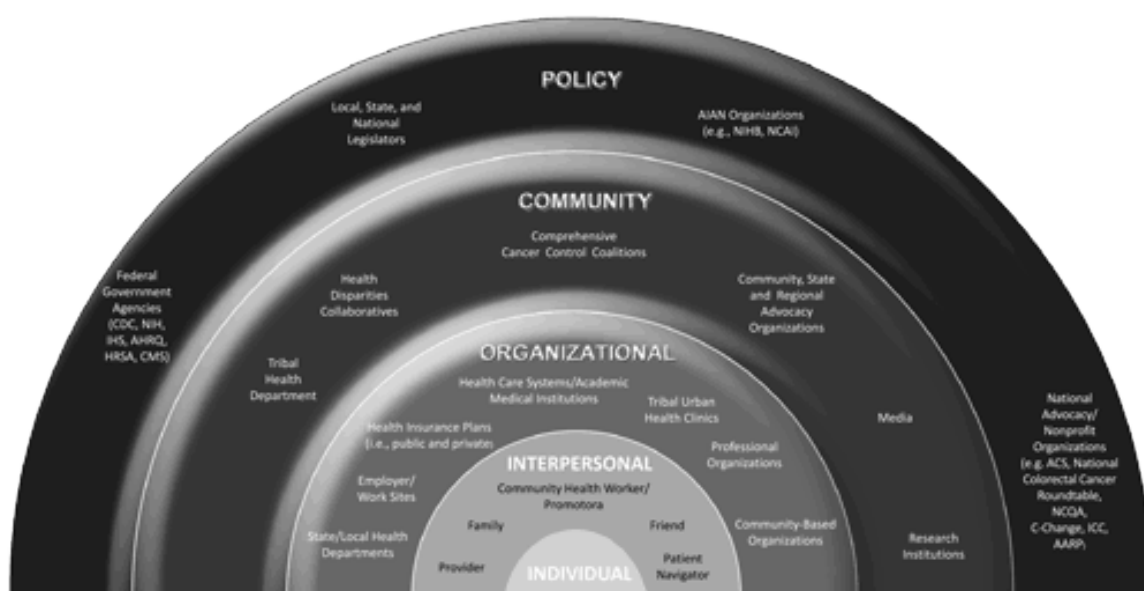 POLICY
Local, State, and
National
Legislators
AIAN Organizations
(e.g., NIHB, NCAI)
Federal
Government
Agencies
(CDC, NIH,
IHS, AHRQ,
HRSA, CMS)
National
Advocacy/
Nonprofit
Organizations
(e.g. ACS, National
Colorectal Cancer
Roundtable,
NCQA,
C-Change, ICC,
AARP)
COMMUNITY
Comprehensive
Cancer Control Coalitions
Health
Disparities
Collaboratives
Community, State
and Regional
Advocacy
Organizations
Tribal
Health
Department
Media
Research
Institutions
ORGANIZATIONAL
Health Care Systems/Academic
Medical Institutions
Tribal Urban
Health Clinics
Health Insurance Plans
(i.e., public and private)
Professional
Organizations
Employer/
Work Sites
State/Local Health
Departments
Community-Based
Organizations
INTERPERSONAL
Community Health Worker/
Promotora
Family
Friend
Provider
Patient
Navigator
INDIVIDUAL